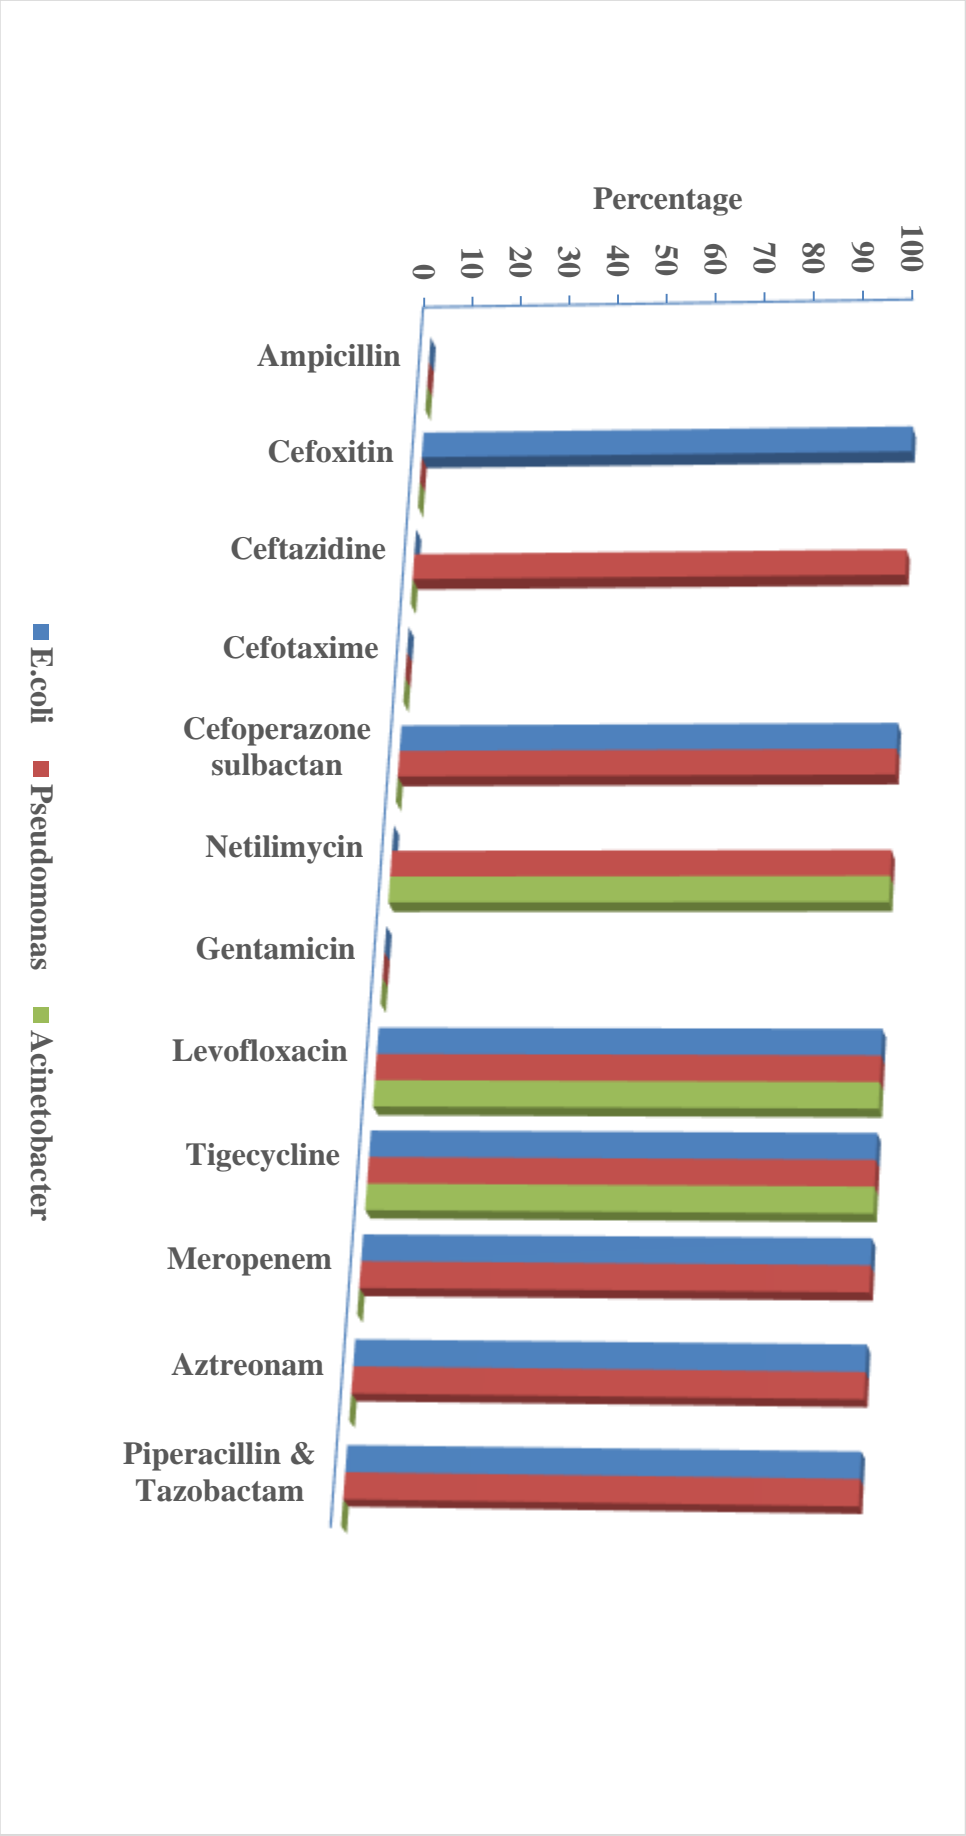 Percentage
100
90
80
70
60
50
40
30
20
10
0
Ampicillin
Cefoxitin
Ceftazidine
Cefotaxime
Cefoperazone
sulbactan
Netilimycin
Gentamicin
Levofloxacin
Tigecycline
Meropenem
Aztreonam
Piperacillin &
Tazobactam
E.coli
Pseudomonas
Acinetobacter